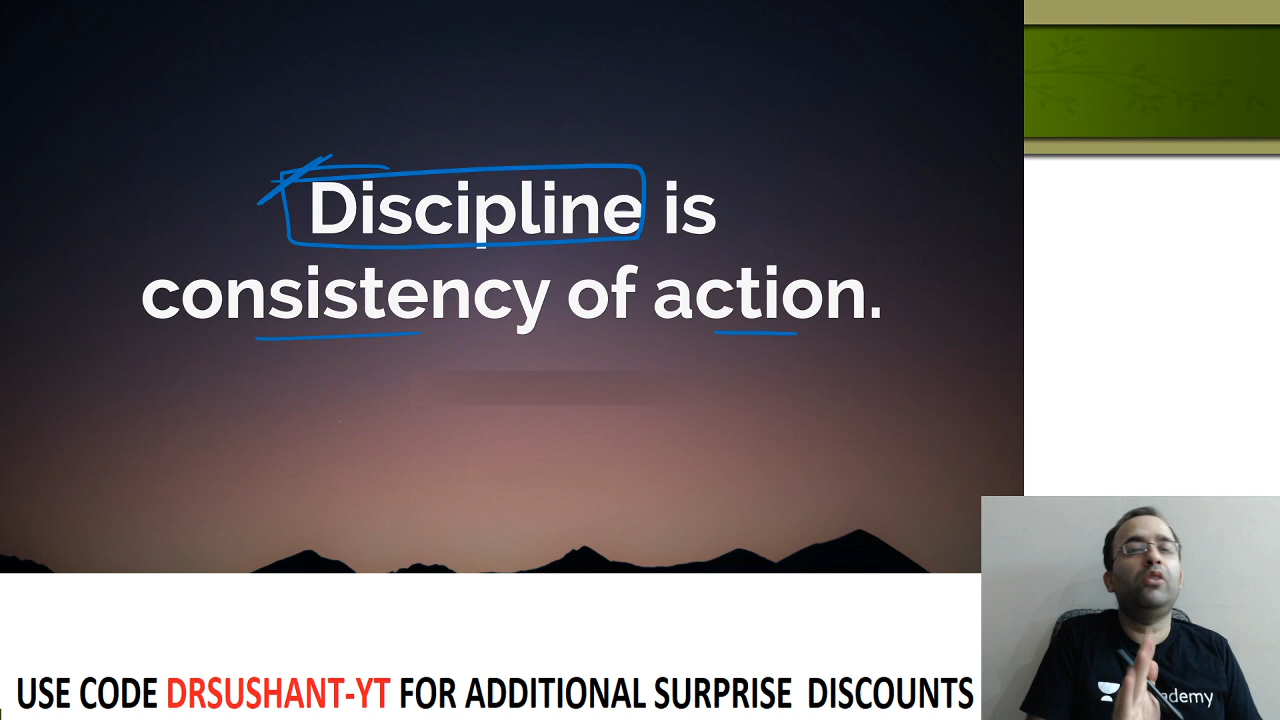 Discipline is
consistency of action.
USE CODE DRSUSHANT-YT FOR ADDITIONAL SURPRISE DISCOUNTS